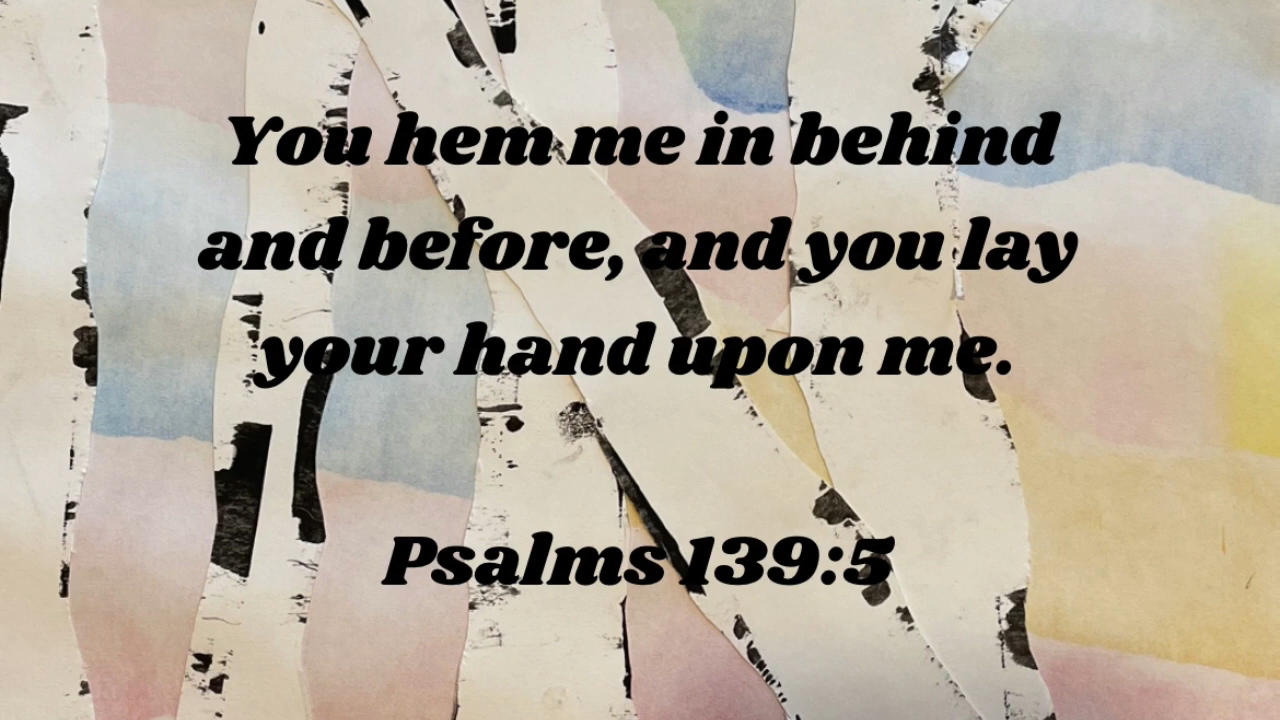 You hem me in behind
and before, and you lay
your hand upon me.
Psalms 139:5